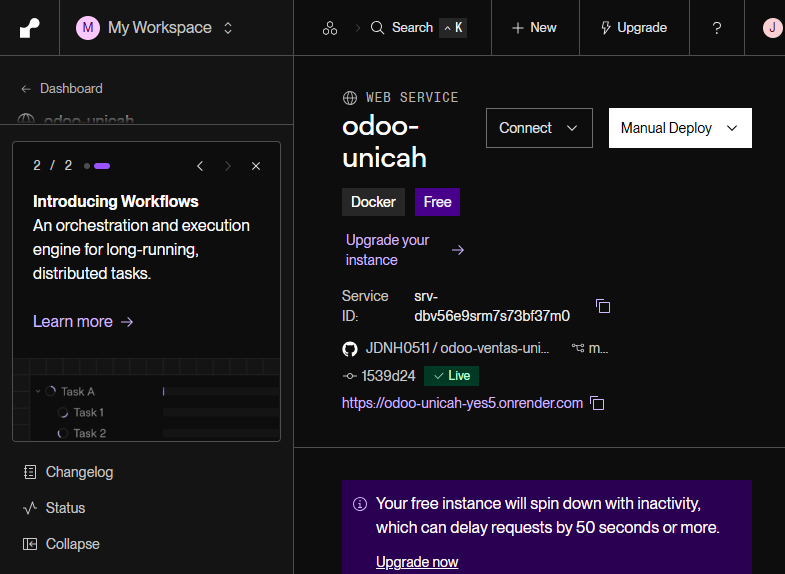 M My Workspace
Search ^ K
+ New
Upgrade
?
J
← Dashboard
odoo-unicah
2 / 2
Introducing Workflows
An orchestration and execution
engine for long-running,
distributed tasks.
Learn more →
Task A
Task 1
Task 2
Changelog
Status
Collapse
WEB SERVICE
odoo-
unicah
Connect
Manual Deploy
Docker
Free
Upgrade your
instance →
Service
ID:
srv-
dbv56e9srm7s73bf37m0
JDNH0511 / odoo-ventas-uni...
m...
1539d24
Live
https://odoo-unicah-yes5.onrender.com
Your free instance will spin down with inactivity,
which can delay requests by 50 seconds or more.
Upgrade now